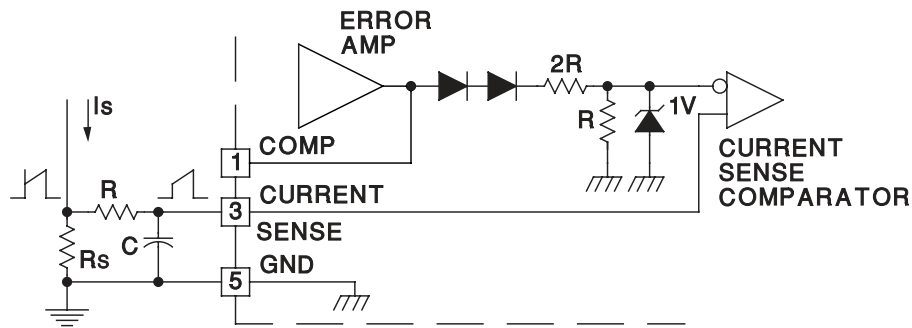 ERROR
AMP
2R
Is
R
1V
1
COMP
CURRENT
SENSE
COMPARATOR
R
3
CURRENT
SENSE
C
Rs
5
GND